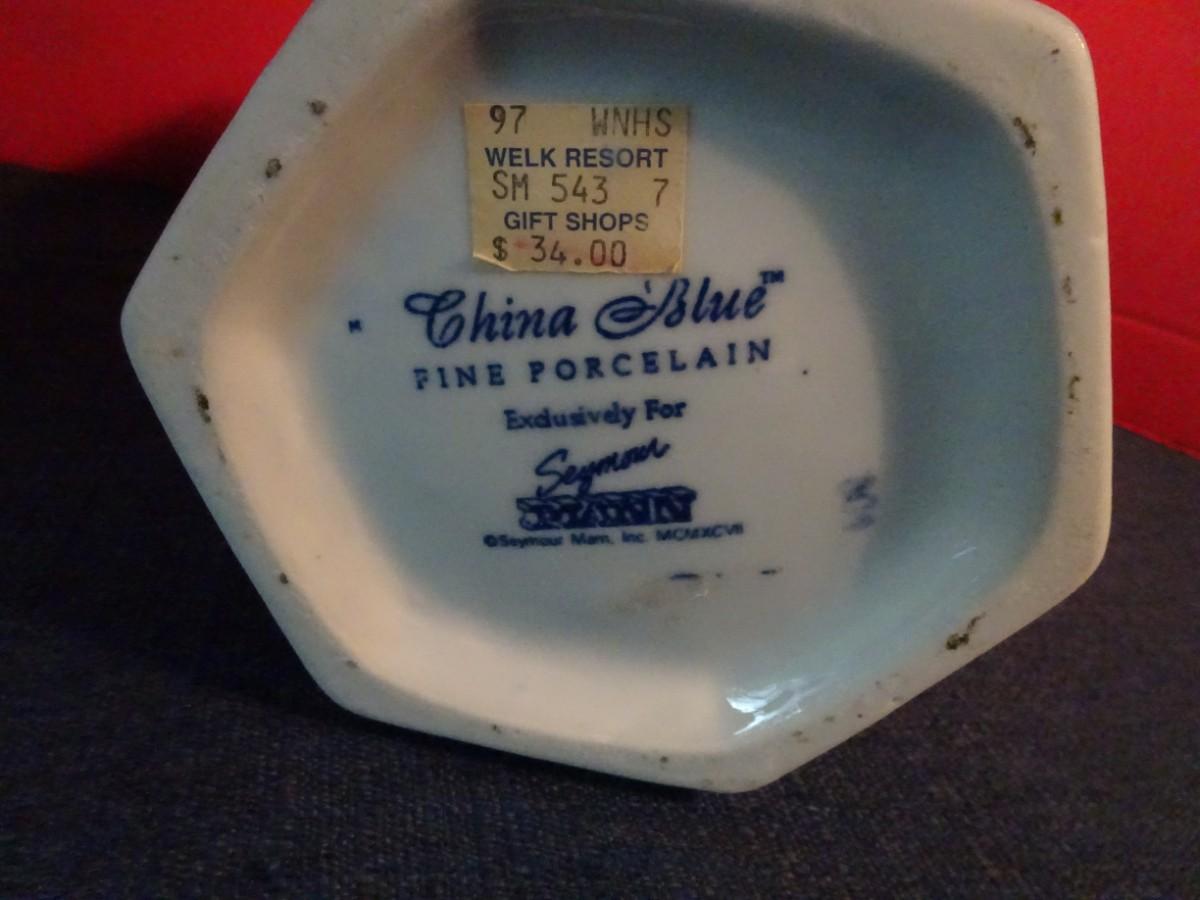 97 WNHS
WELK RESORT
SM 543 7
GIFT SHOPS
$ 34.00
China Blue™
FINE PORCELAIN
Exclusively For
Seymour
MANN
©Seymour Mann, Inc. MCMXCVII